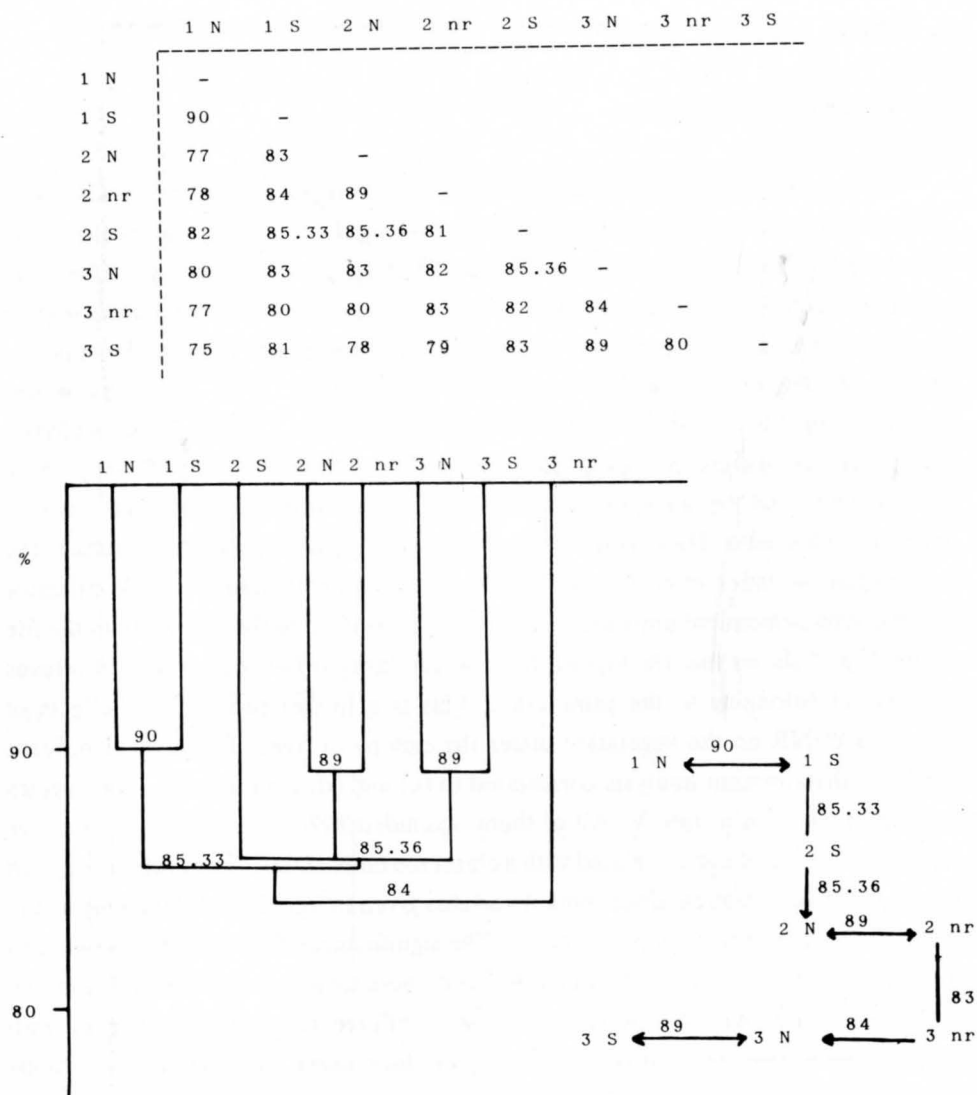 1 N 1 S 2 N 2 nr 2 S 3 N 3 nr 3 S
1 N -
1 S 90 -
2 N 77 83 -
2 nr 78 84 89 -
2 S 82 85.33 85.36 81 -
3 N 80 83 83 82 85.36 -
3 nr 77 80 80 83 82 84 -
3 S 75 81 78 79 83 89 80 -
1 N 1 S 2 S 2 N 2 nr 3 N 3 S 3 nr
%
90
90
89
89
85.33
85.36
84
80
1 N 90 1 S
85.33
2 S
85.36
2 N 89 2 nr
83
3 S 89 3 N 84 3 nr